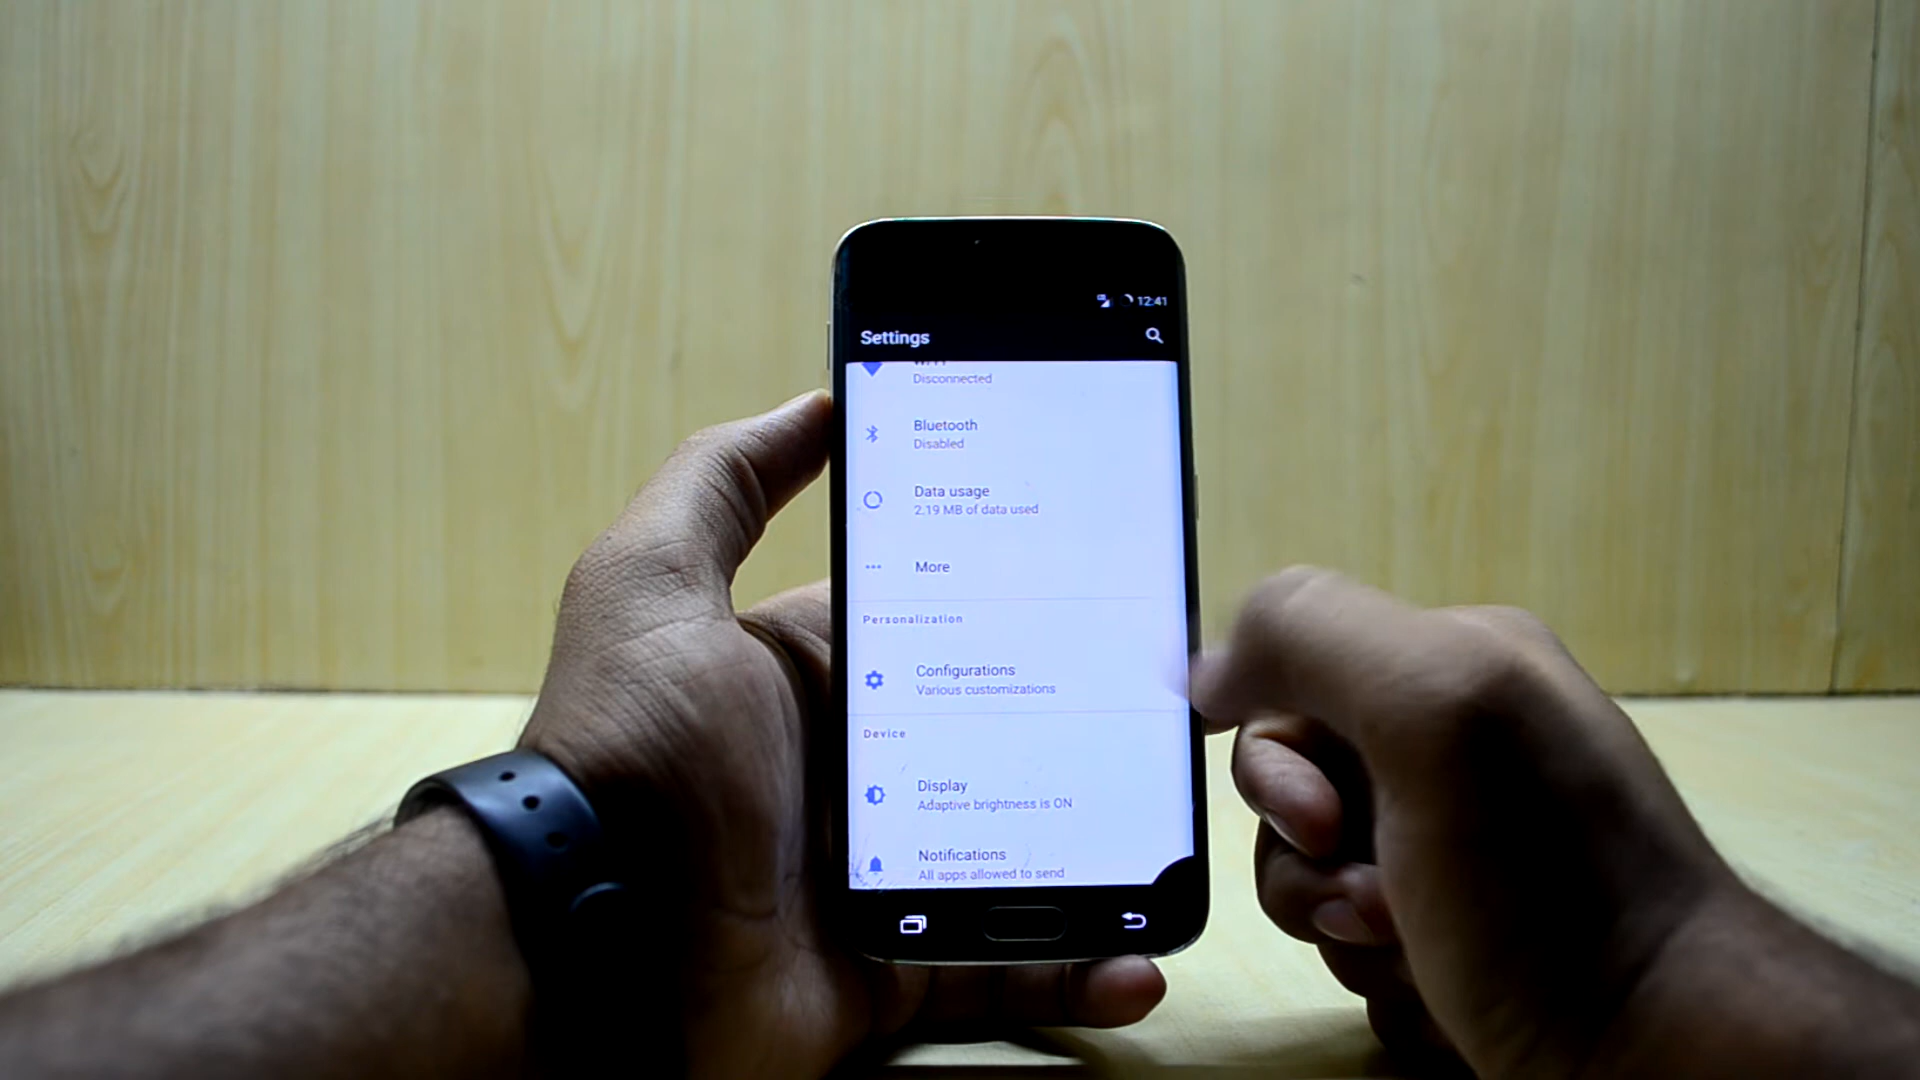 12:41
Settings
Disconnected
Bluetooth
Disabled
Data usage
2.19 MB of data used
More
Personalization
Configurations
Various customizations
Device
Display
Adaptive brightness is ON
Notifications
All apps allowed to send